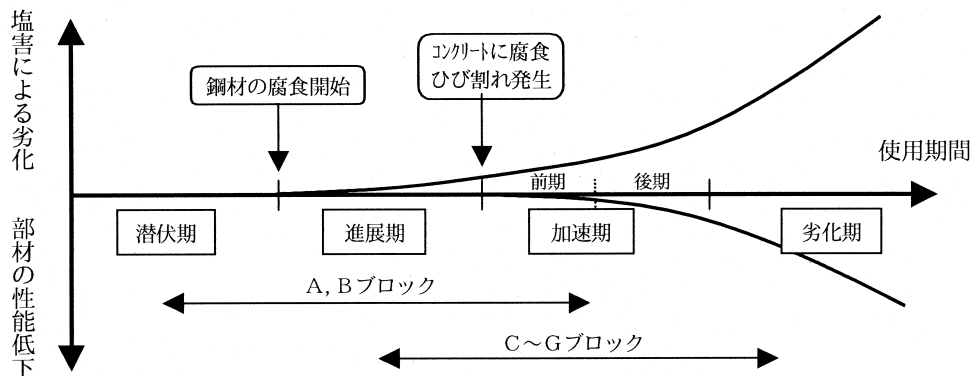 塩害による劣化
部材の性能低下
鋼材の腐食開始
ｺﾝｸﾘｰﾄに腐食
ひび割れ発生
使用期間
前期
後期
潜伏期
進展期
加速期
劣化期
A, Bブロック
C～Gブロック